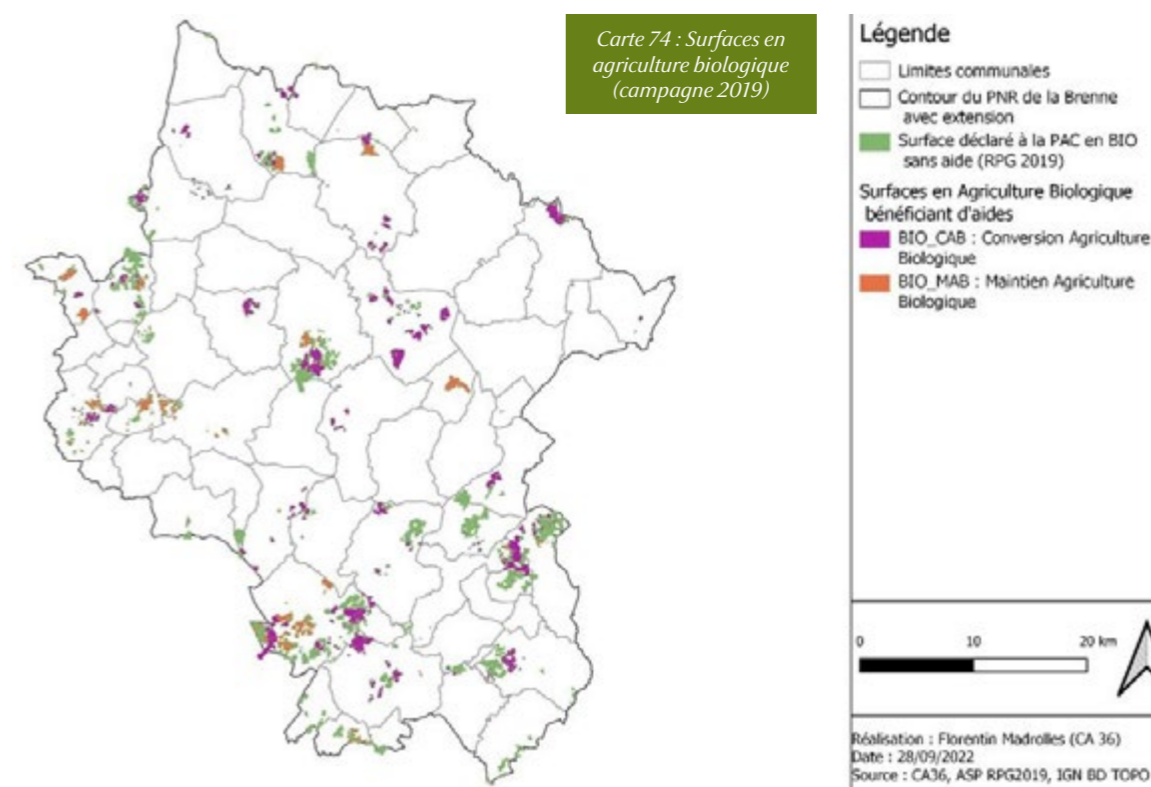 Carte 74 : Surfaces en
agriculture biologique
(campagne 2019)
Légende
Limites communales
Contour du PNR de la Brenne
avec extension
Surface déclaré à la PAC en BIO
sans aide (RPG 2019)
Surfaces en Agriculture Biologique
bénéficiant d'aides
BIO_CAB : Conversion Agriculture
Biologique
BIO_MAB : Maintien Agriculture
Biologique
0 10 20 km
Réalisation : Florentin Madrolles (CA 36)
Date : 28/09/2022
Source : CA36, ASP RPG2019, IGN BD TOPO